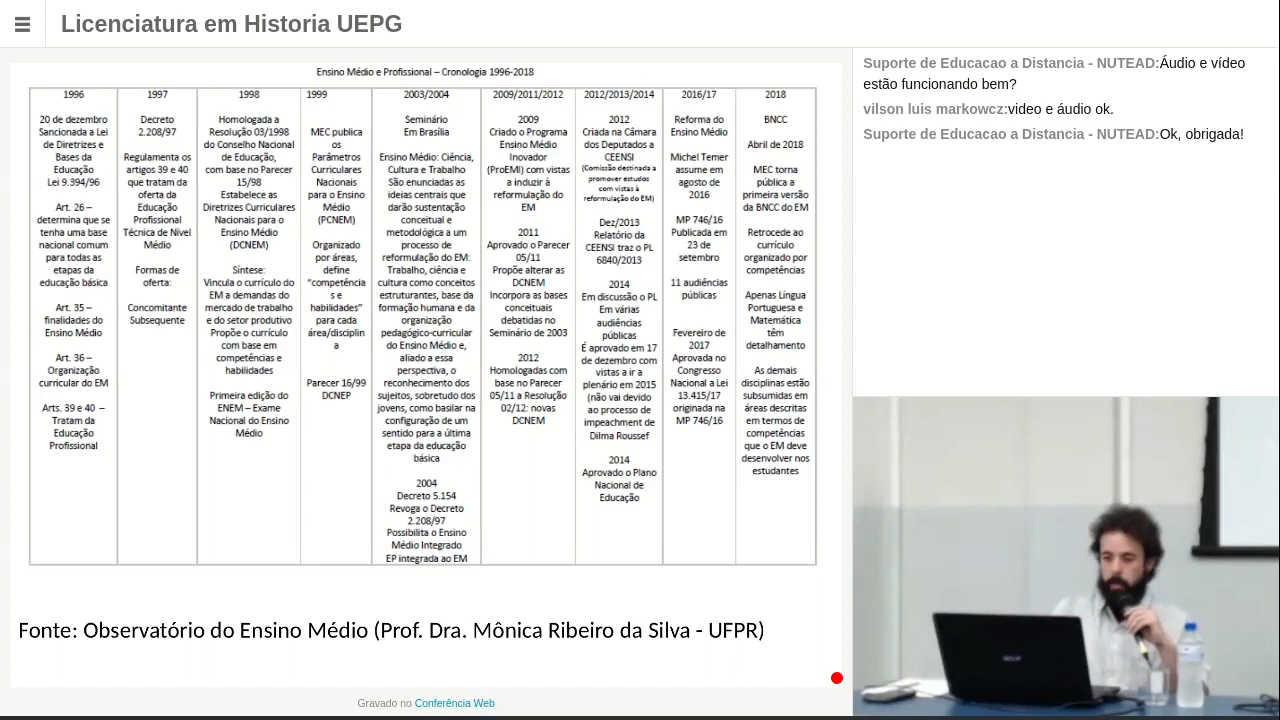 Licenciatura em Historia UEPG
Ensino Médio e Profissional – Cronologia 1996-2018
1996
20 de dezembro
Sancionada a Lei
de Diretrizes e
Bases da
Educação
Lei 9.394/96
Art. 26 –
determina que se
tenha uma base
nacional comum
para todas as
etapas da
educação básica
Art. 35 –
finalidades do
Ensino Médio
Art. 36 –
Organização
curricular do EM
Arts. 39 e 40 –
Tratam da
Educação
Profissional
1997
Decreto
2.208/97
Regulamenta os
artigos 39 e 40
que tratam da
oferta da
Educação
Profissional
Técnica de Nível
Médio
Formas de
oferta:
Concomitante
Subsequente
1998
Homologada a
Resolução 03/1998
do Conselho Nacional
de Educação,
com base no Parecer
15/98
Estabelece as
Diretrizes Curriculares
Nacionais para o
Ensino Médio
(DCNEM)
Síntese:
Vincula o currículo do
EM a demandas do
mercado de trabalho
e do setor produtivo
Propõe o currículo
com base em
competências e
habilidades
Primeira edição do
ENEM – Exame
Nacional do Ensino
Médio
1999
MEC publica
os
Parâmetros
Curriculares
Nacionais
para o Ensino
Médio
(PCNEM)
Organizado
por áreas,
define
“competência
s e
habilidades”
para cada
área/disciplin
a
Parecer 16/99
DCNEP
2003/2004
Seminário
Em Brasília
Ensino Médio: Ciência,
Cultura e Trabalho
São enunciadas as
ideias centrais que
darão sustentação
conceitual e
metodológica a um
processo de
reformulação do EM:
Trabalho, ciência e
cultura como conceitos
estruturantes, base da
formação humana e da
organização
pedagógico-curricular
do Ensino Médio e,
aliado a essa
perspectiva, o
reconhecimento dos
sujeitos, sobretudo dos
jovens, como basilar na
configuração de um
sentido para a última
etapa da educação
básica
2004
Decreto 5.154
Revoga o Decreto
2.208/97
Possibilita o Ensino
Médio Integrado
EP integrada ao EM
2009/2011/2012
2009
Criado o Programa
Ensino Médio
Inovador
(ProEMI) com vistas
a induzir à
reformulação do
EM
2011
Aprovado o Parecer
05/11
Propõe alterar as
DCNEM
Incorpora as bases
conceituais
debatidas no
Seminário de 2003
2012
Homologadas com
base no Parecer
05/11 a Resolução
02/12: novas
DCNEM
2012/2013/2014
2012
Criada na Câmara
dos Deputados a
CEENSI
(Comissão destinada a
promover estudos
com vistas à
reformulação do EM)
Dez/2013
Relatório da
CEENSI traz o PL
6840/2013
2014
Em discussão o PL
Em várias
audiências
públicas
É aprovado em 17
de dezembro com
vistas a ir a
plenário em 2015
(não vai devido
ao processo de
impeachment de
Dilma Roussef
2014
Aprovado o Plano
Nacional de
Educação
2016/17
Reforma do
Ensino Médio
Michel Temer
assume em
agosto de
2016
MP 746/16
Publicada em
23 de
setembro
11 audiências
públicas
Fevereiro de
2017
Aprovada no
Congresso
Nacional a Lei
13.415/17
originada na
MP 746/16
2018
BNCC
Abril de 2018
MEC torna
pública a
primeira versão
da BNCC do EM
Retrocede ao
currículo
organizado por
competências
Apenas Língua
Portuguesa e
Matemática
têm
detalhamento
As demais
disciplinas estão
subsumidas em
áreas descritas
em termos de
competências
que o EM deve
desenvolver nos
estudantes
Fonte: Observatório do Ensino Médio (Prof. Dra. Mônica Ribeiro da Silva - UFPR)
Gravado no Conferência Web
Suporte de Educacao a Distancia - NUTEAD:Áudio e vídeo
estão funcionando bem?
vilson luis markowcz:video e áudio ok.
Suporte de Educacao a Distancia - NUTEAD:Ok, obrigada!
acer